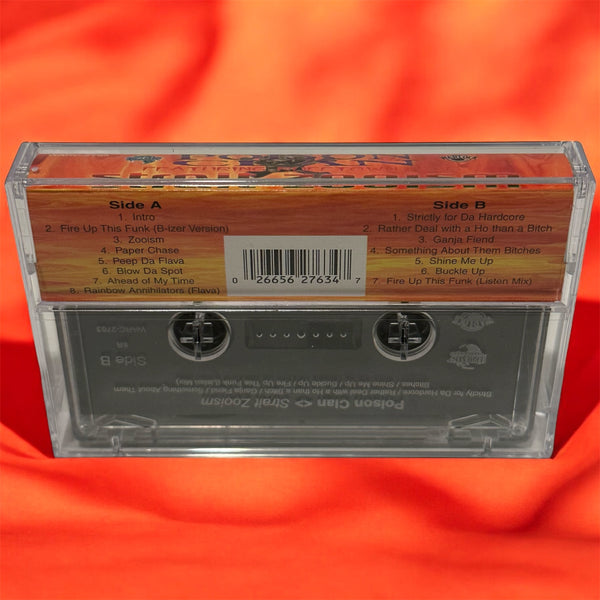 Side A
1. Intro
2. Fire Up This Funk (B-izer Version)
3. Zooism
4. Paper Chase
5. Peep Da Flava
6. Blow Da Spot
7. Ahead of My Time
8. Rainbow Annihilators (Flava)
0 26656 27634 7
Side B
1. Strictly for Da Hardcore
2. Rather Deal with a Ho than a Bitch
3. Ganja Fiend
4. Something About Them Bitches
5. Shine Me Up
6. Buckle Up
7. Fire Up This Funk (Listen Mix)
Poison Clan <> Strait Zooism
Strictly for Da Hardcore / Rather Deal with a Ho than a Bitch / Ganja Fiend / Something About Them
Bitches / Shine Me Up / Buckle Up / Fire Up This Funk (Listen Mix)
Side B